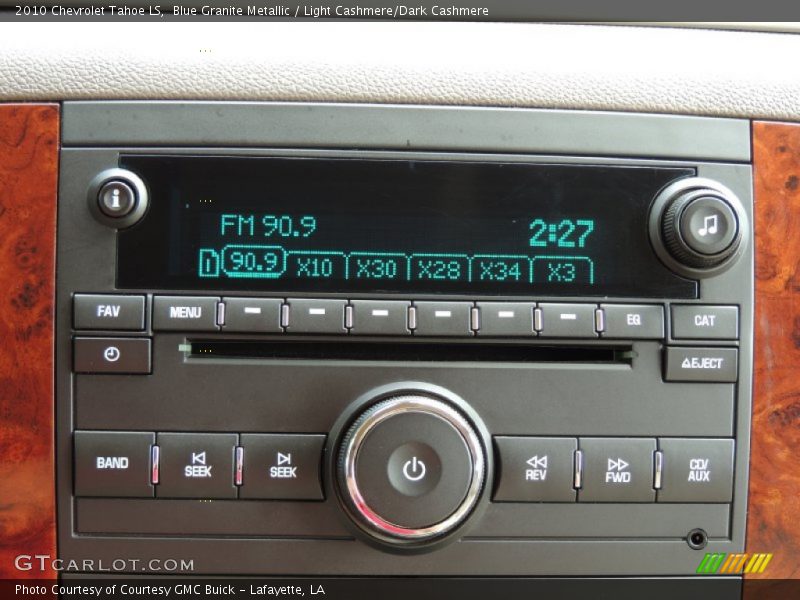 2010 Chevrolet Tahoe LS,  Blue Granite Metallic / Light Cashmere/Dark Cashmere
i
FM 90.9 2:27
D 90.9 X10 X30 X28 X34 X3
FAV MENU EQ CAT
EJECT
BAND SEEK SEEK REV FWD CD/
AUX
GTCARLOT.COM
Photo Courtesy of Courtesy GMC Buick - Lafayette, LA